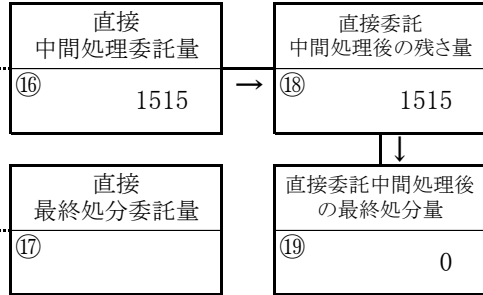 直接
中間処理委託量
⑯
1515
→
直接委託
中間処理後の残さ量
⑱
1515
↓
直接
最終処分委託量
⑰
直接委託中間処理後
の最終処分量
⑲
0